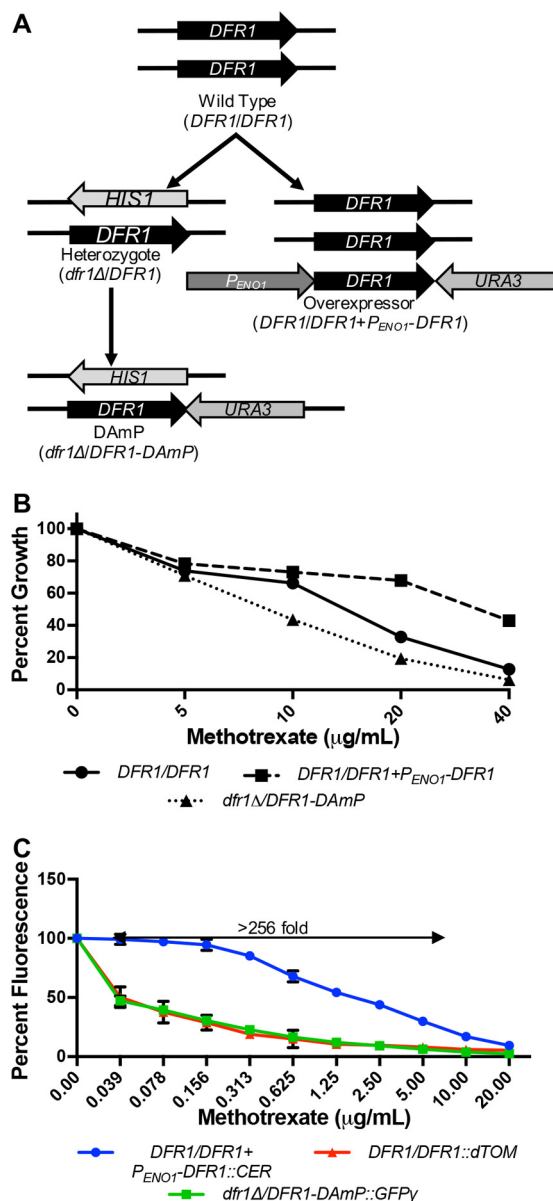 A
DFR1
DFR1
Wild Type
(DFR1/DFR1)
HIS1
DFR1
Heterozygote
(dfr1Δ/DFR1)
DFR1
DFR1
P_ENO1 DFR1 URA3
Overexpressor
(DFR1/DFR1+P_ENO1-DFR1)
HIS1
DFR1 URA3
DAmP
(dfr1Δ/DFR1-DAmP)
B
Percent Growth
100
80
60
40
20
0
0 5 10 20 40
Methotrexate (μg/mL)
DFR1/DFR1 DFR1/DFR1+P_ENO1-DFR1
dfr1Δ/DFR1-DAmP
C
Percent Fluorescence
150
100
50
0
>256 fold
0.00 0.039 0.078 0.156 0.313 0.625 1.25 2.50 5.00 10.00 20.00
Methotrexate (μg/mL)
DFR1/DFR1+ DFR1/DFR1::dTOM
P_ENO1-DFR1::CER
dfr1Δ/DFR1-DAmP::GFPγ